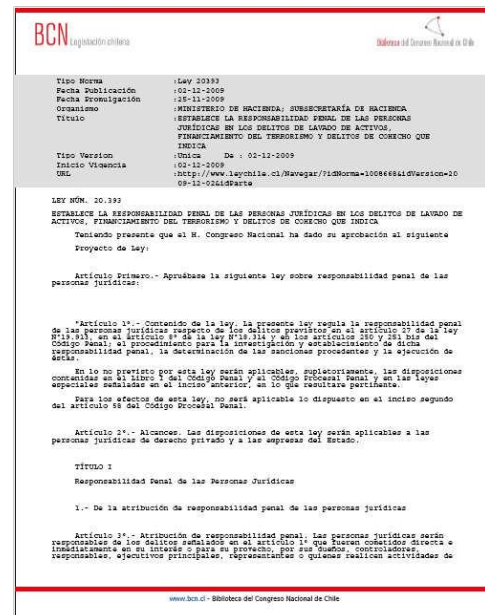 BCN Legislación chilena
Biblioteca del Congreso Nacional de Chile
Tipo Norma :Ley 20393
Fecha Publicación :02-12-2009
Fecha Promulgación :25-11-2009
Organismo :MINISTERIO DE HACIENDA; SUBSECRETARÍA DE HACIENDA
Título :ESTABLECE LA RESPONSABILIDAD PENAL DE LAS PERSONAS
JURÍDICAS EN LOS DELITOS DE LAVADO DE ACTIVOS,
FINANCIAMIENTO DEL TERRORISMO Y DELITOS DE COHECHO QUE
INDICA
Tipo Version :Unica De : 02-12-2009
Inicio Vigencia :02-12-2009
URL :http://www.leychile.cl/Navegar/?idNorma=1008668&idVersion=20
09-12-02&idParte
LEY NÚM. 20.393
ESTABLECE LA RESPONSABILIDAD PENAL DE LAS PERSONAS JURÍDICAS EN LOS DELITOS DE LAVADO DE
ACTIVOS, FINANCIAMIENTO DEL TERRORISMO Y DELITOS DE COHECHO QUE INDICA
Teniendo presente que el H. Congreso Nacional ha dado su aprobación al siguiente
Proyecto de Ley:
Artículo Primero.- Apruébase la siguiente ley sobre responsabilidad penal de las
personas jurídicas:
"Artículo 1°.- Contenido de la ley. La presente ley regula la responsabilidad penal
de las personas jurídicas respecto de los delitos previstos en el artículo 27 de la ley
N°19.913, en el artículo 8° de la ley N°18.314 y en los artículos 250 y 251 bis del
Código Penal; el procedimiento para la investigación y establecimiento de dicha
responsabilidad penal, la determinación de las sanciones procedentes y la ejecución de
éstas.
En lo no previsto por esta ley serán aplicables, supletoriamente, las disposiciones
contenidas en el Libro I del Código Penal y el Código Procesal Penal y en las leyes
especiales señaladas en el inciso anterior, en lo que resultare pertinente.
Para los efectos de esta ley, no será aplicable lo dispuesto en el inciso segundo
del artículo 58 del Código Procesal Penal.
Artículo 2°.- Alcances. Las disposiciones de esta ley serán aplicables a las
personas jurídicas de derecho privado y a las empresas del Estado.
TÍTULO I
Responsabilidad Penal de las Personas Jurídicas
1.- De la atribución de responsabilidad penal de las personas jurídicas
Artículo 3°.- Atribución de responsabilidad penal. Las personas jurídicas serán
responsables de los delitos señalados en el artículo 1° que fueren cometidos directa e
inmediatamente en su interés o para su provecho, por sus dueños, controladores,
responsables, ejecutivos principales, representantes o quienes realicen actividades de
www.bcn.cl - Biblioteca del Congreso Nacional de Chile